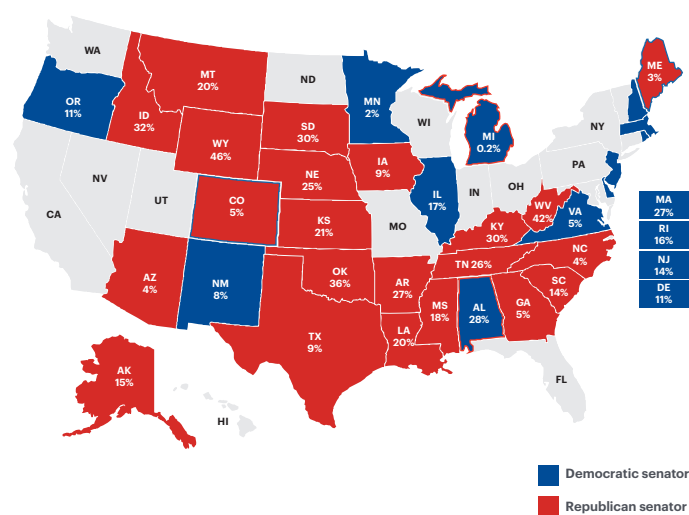 WA
MT
20%
ND
MN
2%
ME
3%
OR
11%
ID
32%
WI
MI
0.2%
NY
SD
30%
WY
46%
IA
9%
PA
NE
25%
NV
UT
CO
5%
IL
17%
IN
OH
CA
KS
21%
MO
WV
42%
VA
5%
KY
30%
MA
27%
RI
16%
NJ
14%
DE
11%
NC
4%
TN 26%
AZ
4%
NM
8%
OK
36%
AR
27%
SC
14%
MS
18%
AL
28%
GA
5%
TX
9%
LA
20%
AK
15%
FL
HI
Democratic senator
Republican senator